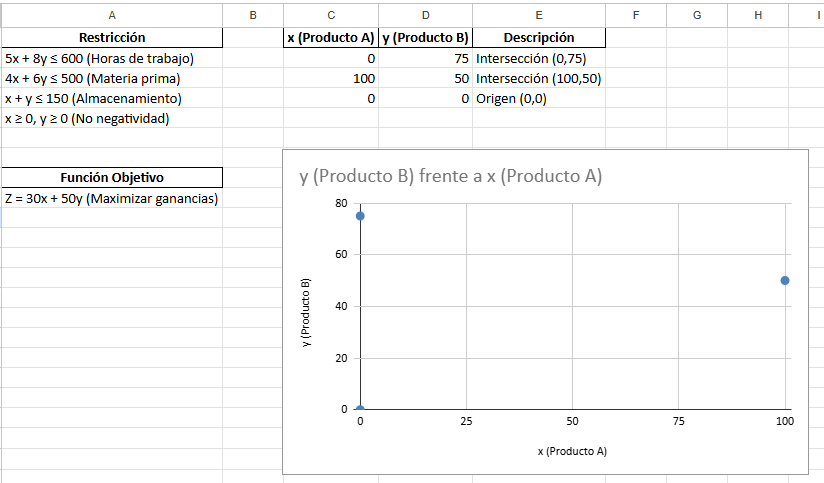 A B C D E F G H I
Restricción x (Producto A) y (Producto B) Descripción
5x + 8y ≤ 600 (Horas de trabajo) 0 75 Intersección (0,75)
4x + 6y ≤ 500 (Materia prima) 100 50 Intersección (100,50)
x + y ≤ 150 (Almacenamiento) 0 0 Origen (0,0)
x ≥ 0, y ≥ 0 (No negatividad)
Función Objetivo
Z = 30x + 50y (Maximizar ganancias)
y (Producto B) frente a x (Producto A)
80
60
40
20
0
y (Producto B)
0 25 50 75 100
x (Producto A)